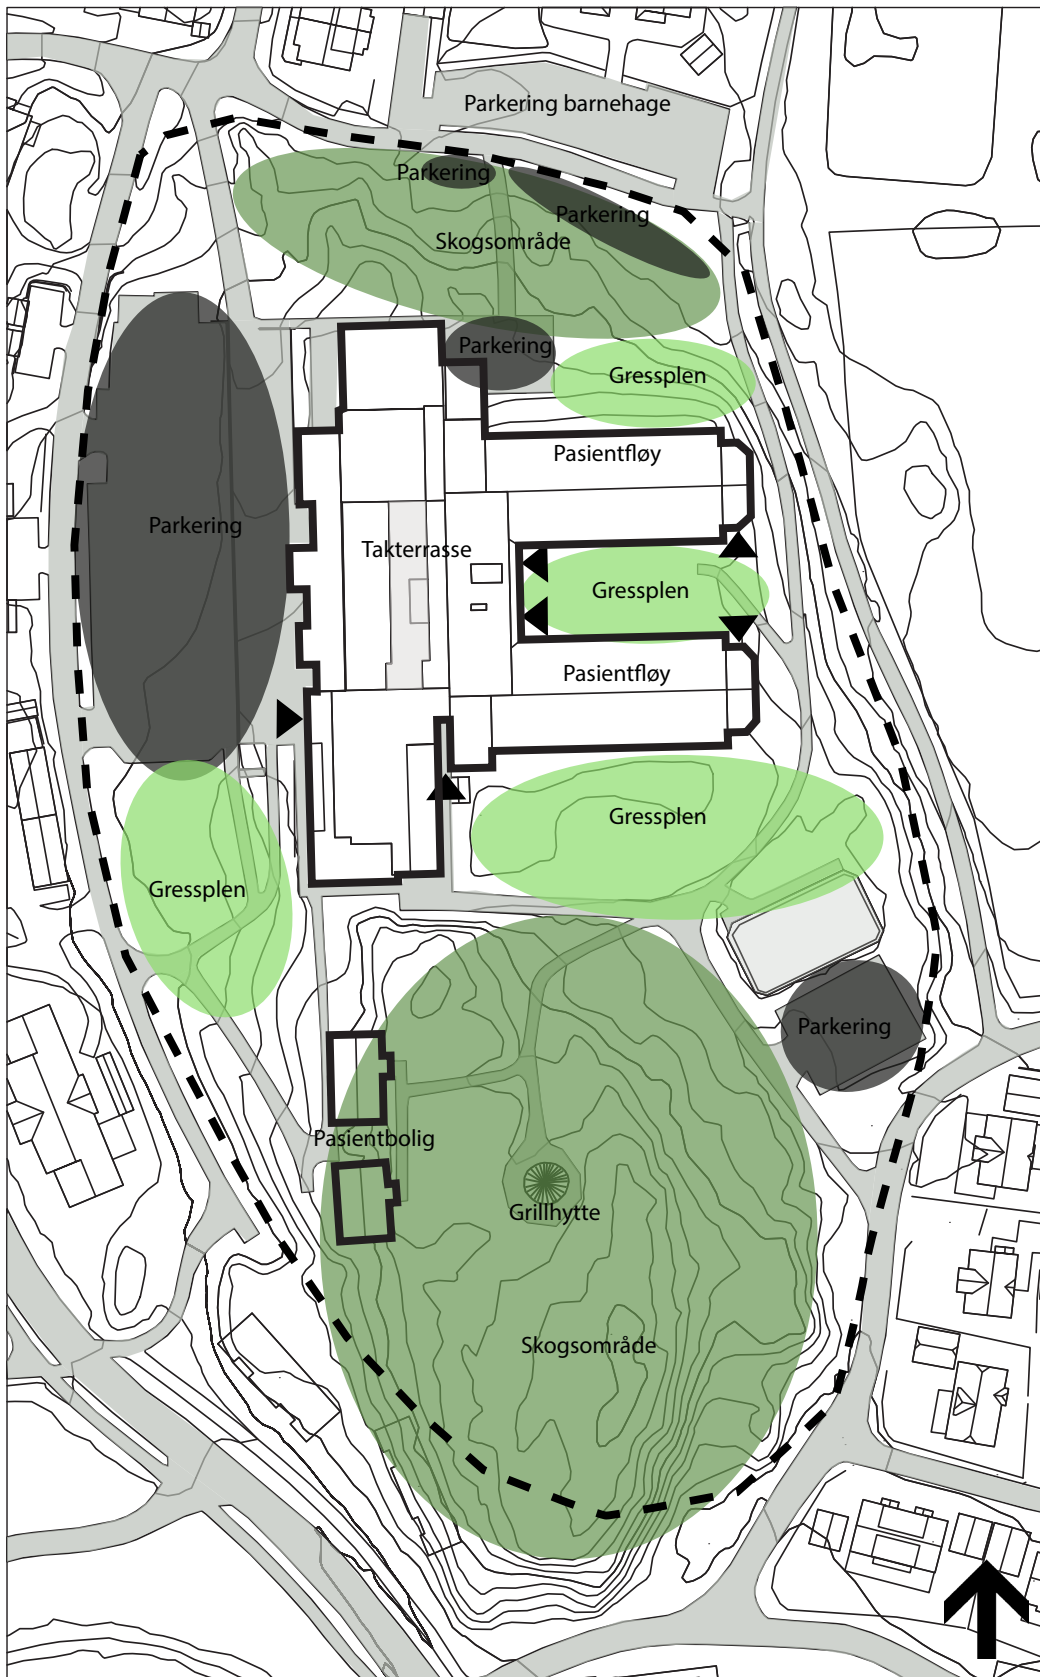 Parkering barnehage
Parkering
Parkering
Skogsområde
Parkering
Gressplen
Pasientfløy
Parkering
Takterrasse
Gressplen
Pasientfløy
Gressplen
Gressplen
Parkering
Pasientbolig
Grillhytte
Skogsområde